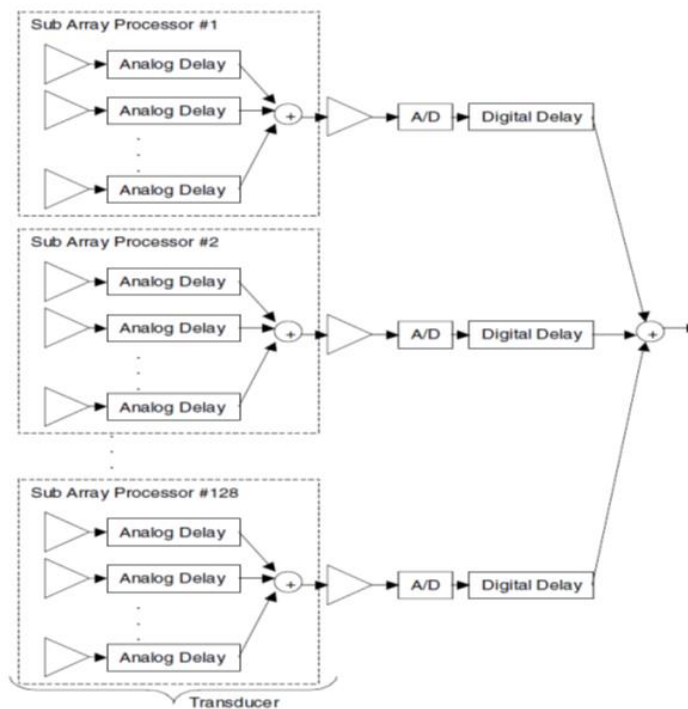 Sub Array Processor #1
Analog Delay
Analog Delay
Analog Delay
+
A/D
Digital Delay
Sub Array Processor #2
Analog Delay
Analog Delay
Analog Delay
+
A/D
Digital Delay
+
Sub Array Processor #128
Analog Delay
Analog Delay
Analog Delay
+
A/D
Digital Delay
Transducer